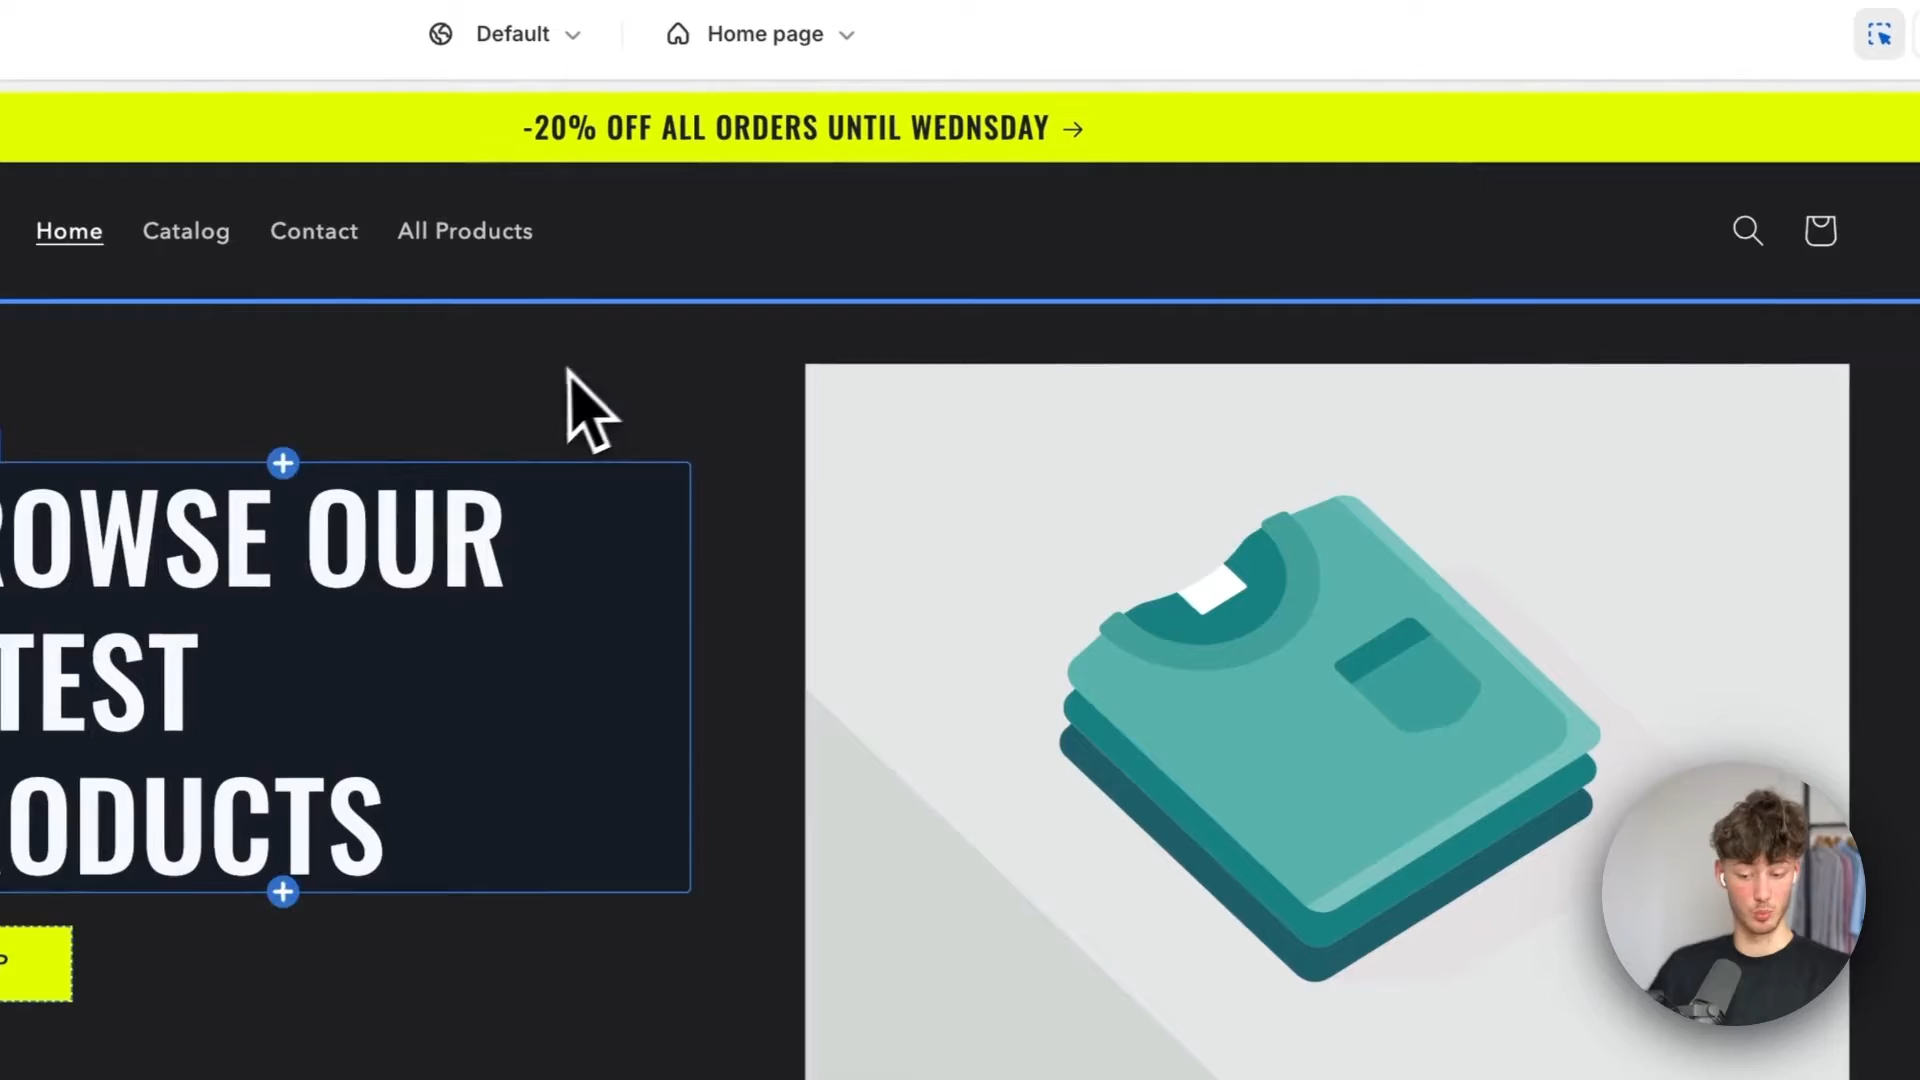 Default
Home page
-20% OFF ALL ORDERS UNTIL WEDNSDAY →
Home
Catalog
Contact
All Products
ROWSE OUR
TEST
ODUCTS
P